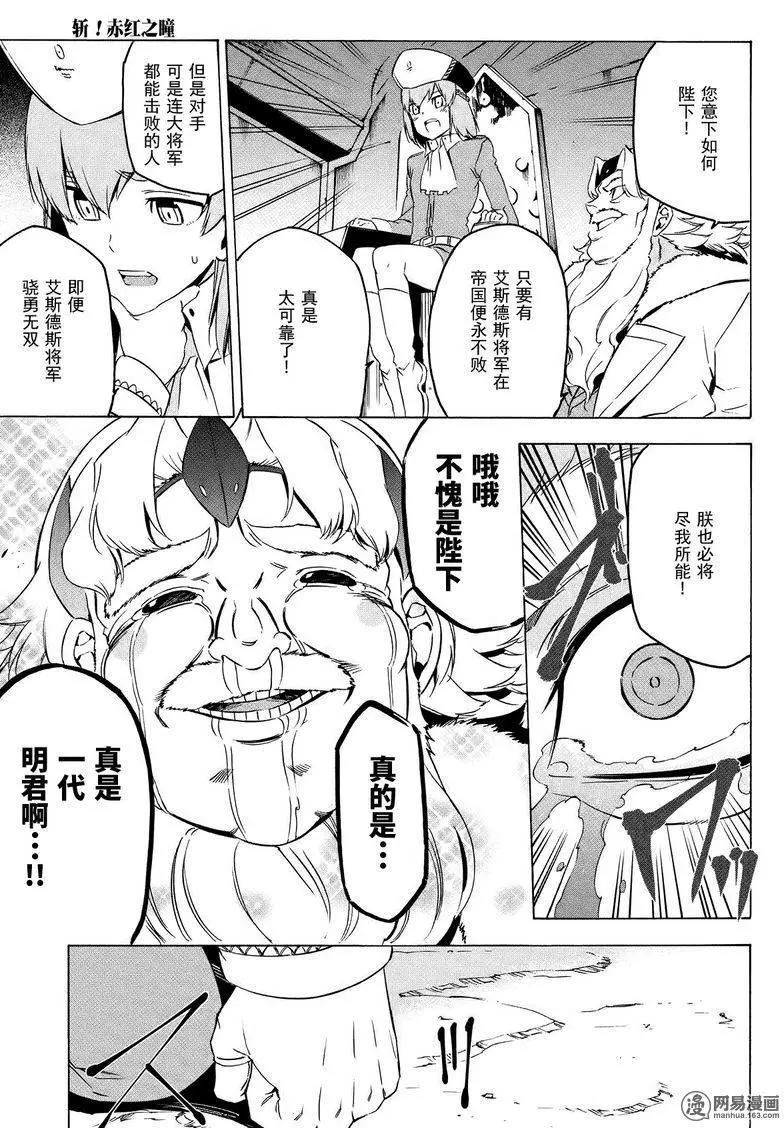 斩！赤红之瞳
您意下如何
陛下！
只要有
艾斯德斯将军在
帝国便永不败
真是
太可靠了！
但是对手
可是连大将军
都能击败的人
即便
艾斯德斯将军
骁勇无双
朕也必将
尽我所能！
哦哦
不愧是陛下
真的是…
真是
一代
明君啊…!!
网易漫画
manhua.163.com